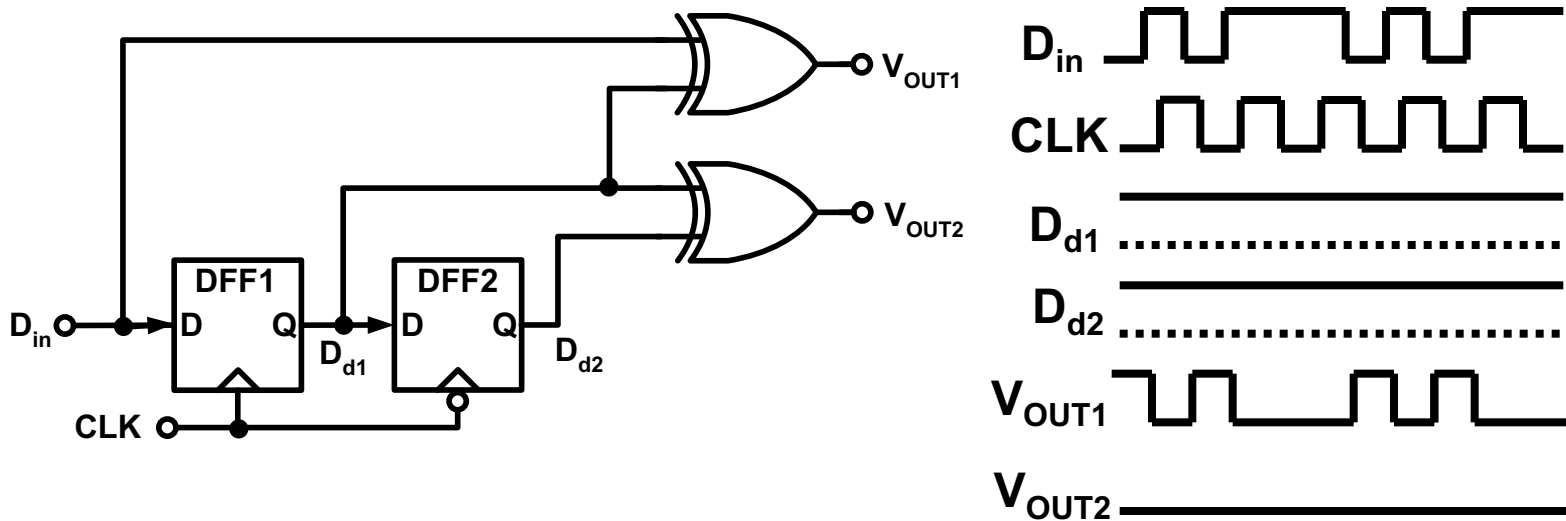 V_OUT1
V_OUT2
DFF1
DFF2
D_in
D
Q
D
Q
D_d1
D_d2
CLK
D_in
CLK
D_d1
D_d2
V_OUT1
V_OUT2